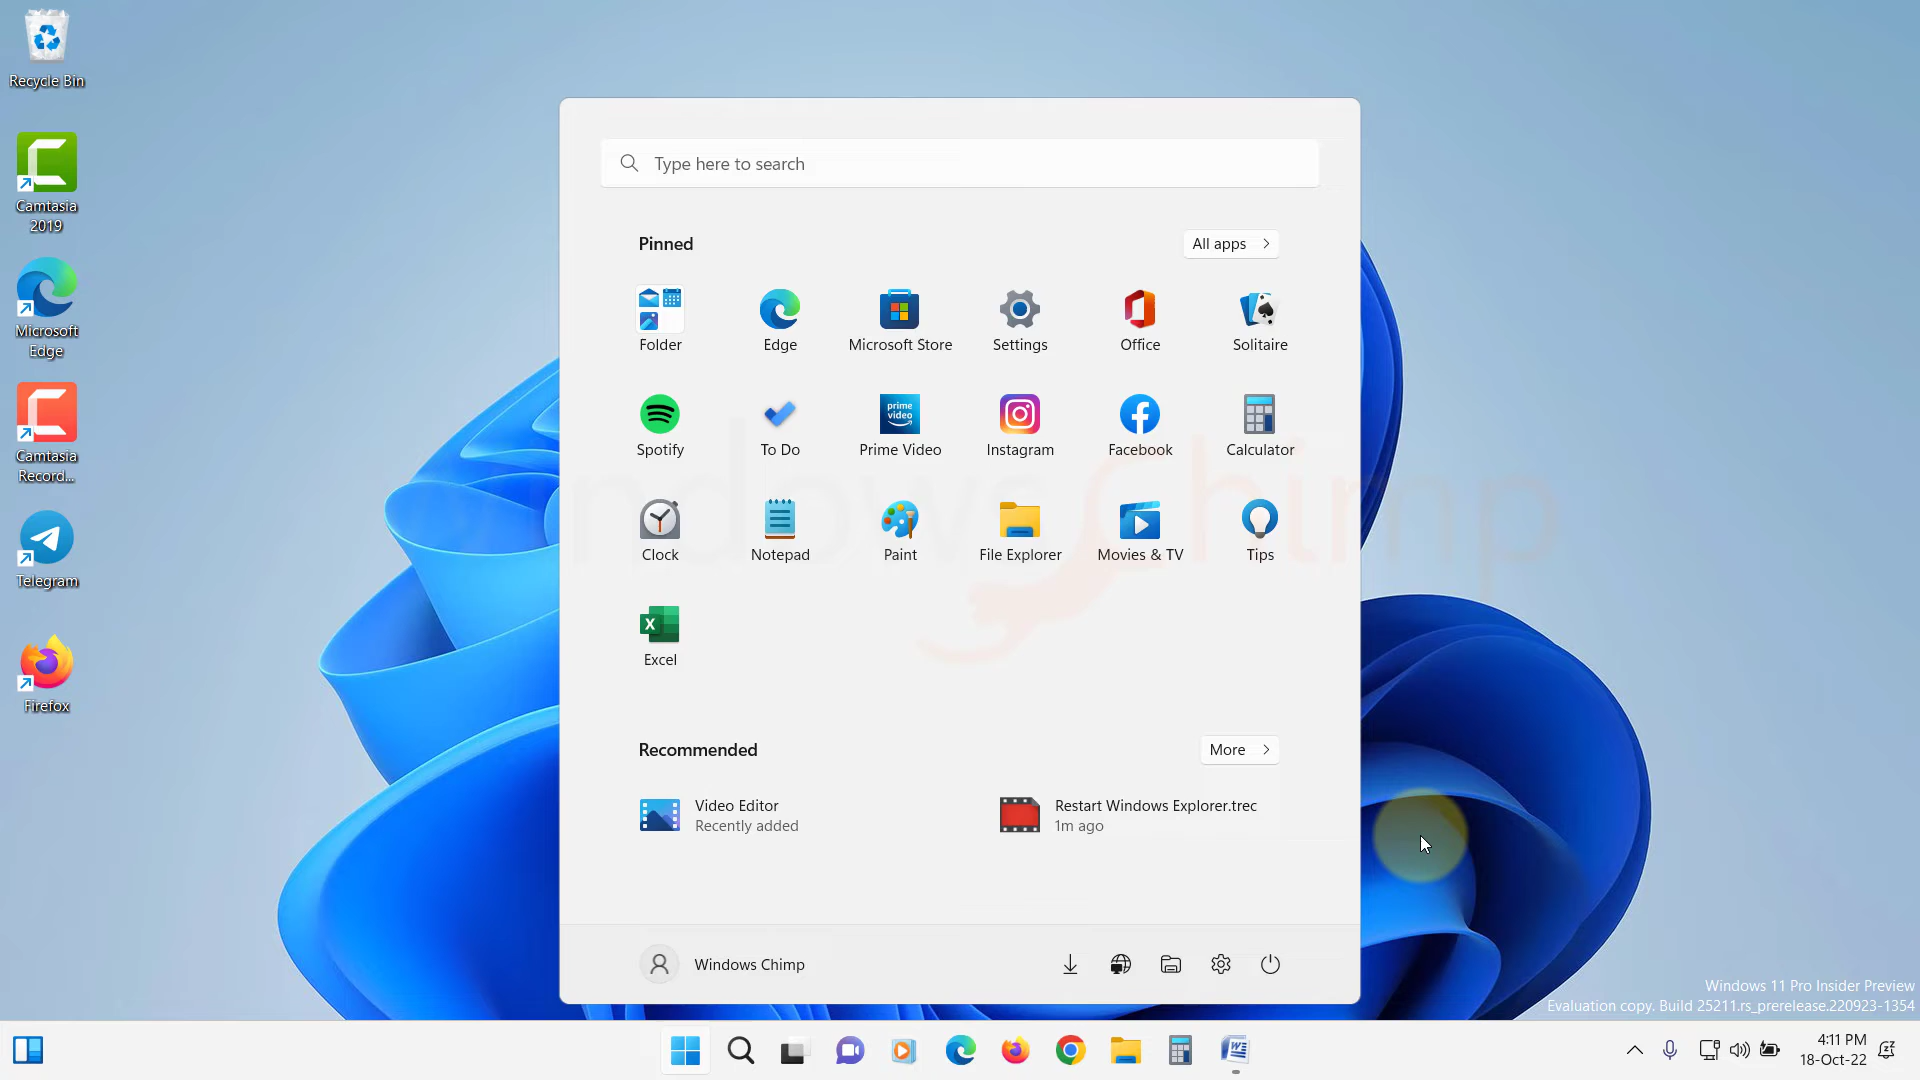 Recycle Bin
Camtasia
2019
Microsoft
Edge
Camtasia
Record...
Telegram
Firefox
Type here to search
Pinned
All apps
Folder
Edge
Microsoft Store
Settings
Office
Solitaire
Spotify
To Do
prime
video
Prime Video
Instagram
Facebook
Calculator
Clock
Notepad
Paint
File Explorer
Movies & TV
Tips
X
Excel
ndowsChimp
Recommended
More
Video Editor
Recently added
Restart Windows Explorer.trec
1m ago
Windows Chimp
Windows 11 Pro Insider Preview
Evaluation copy. Build 25211.rs_prerelease.220923-1354
W
4:11 PM
18-Oct-22